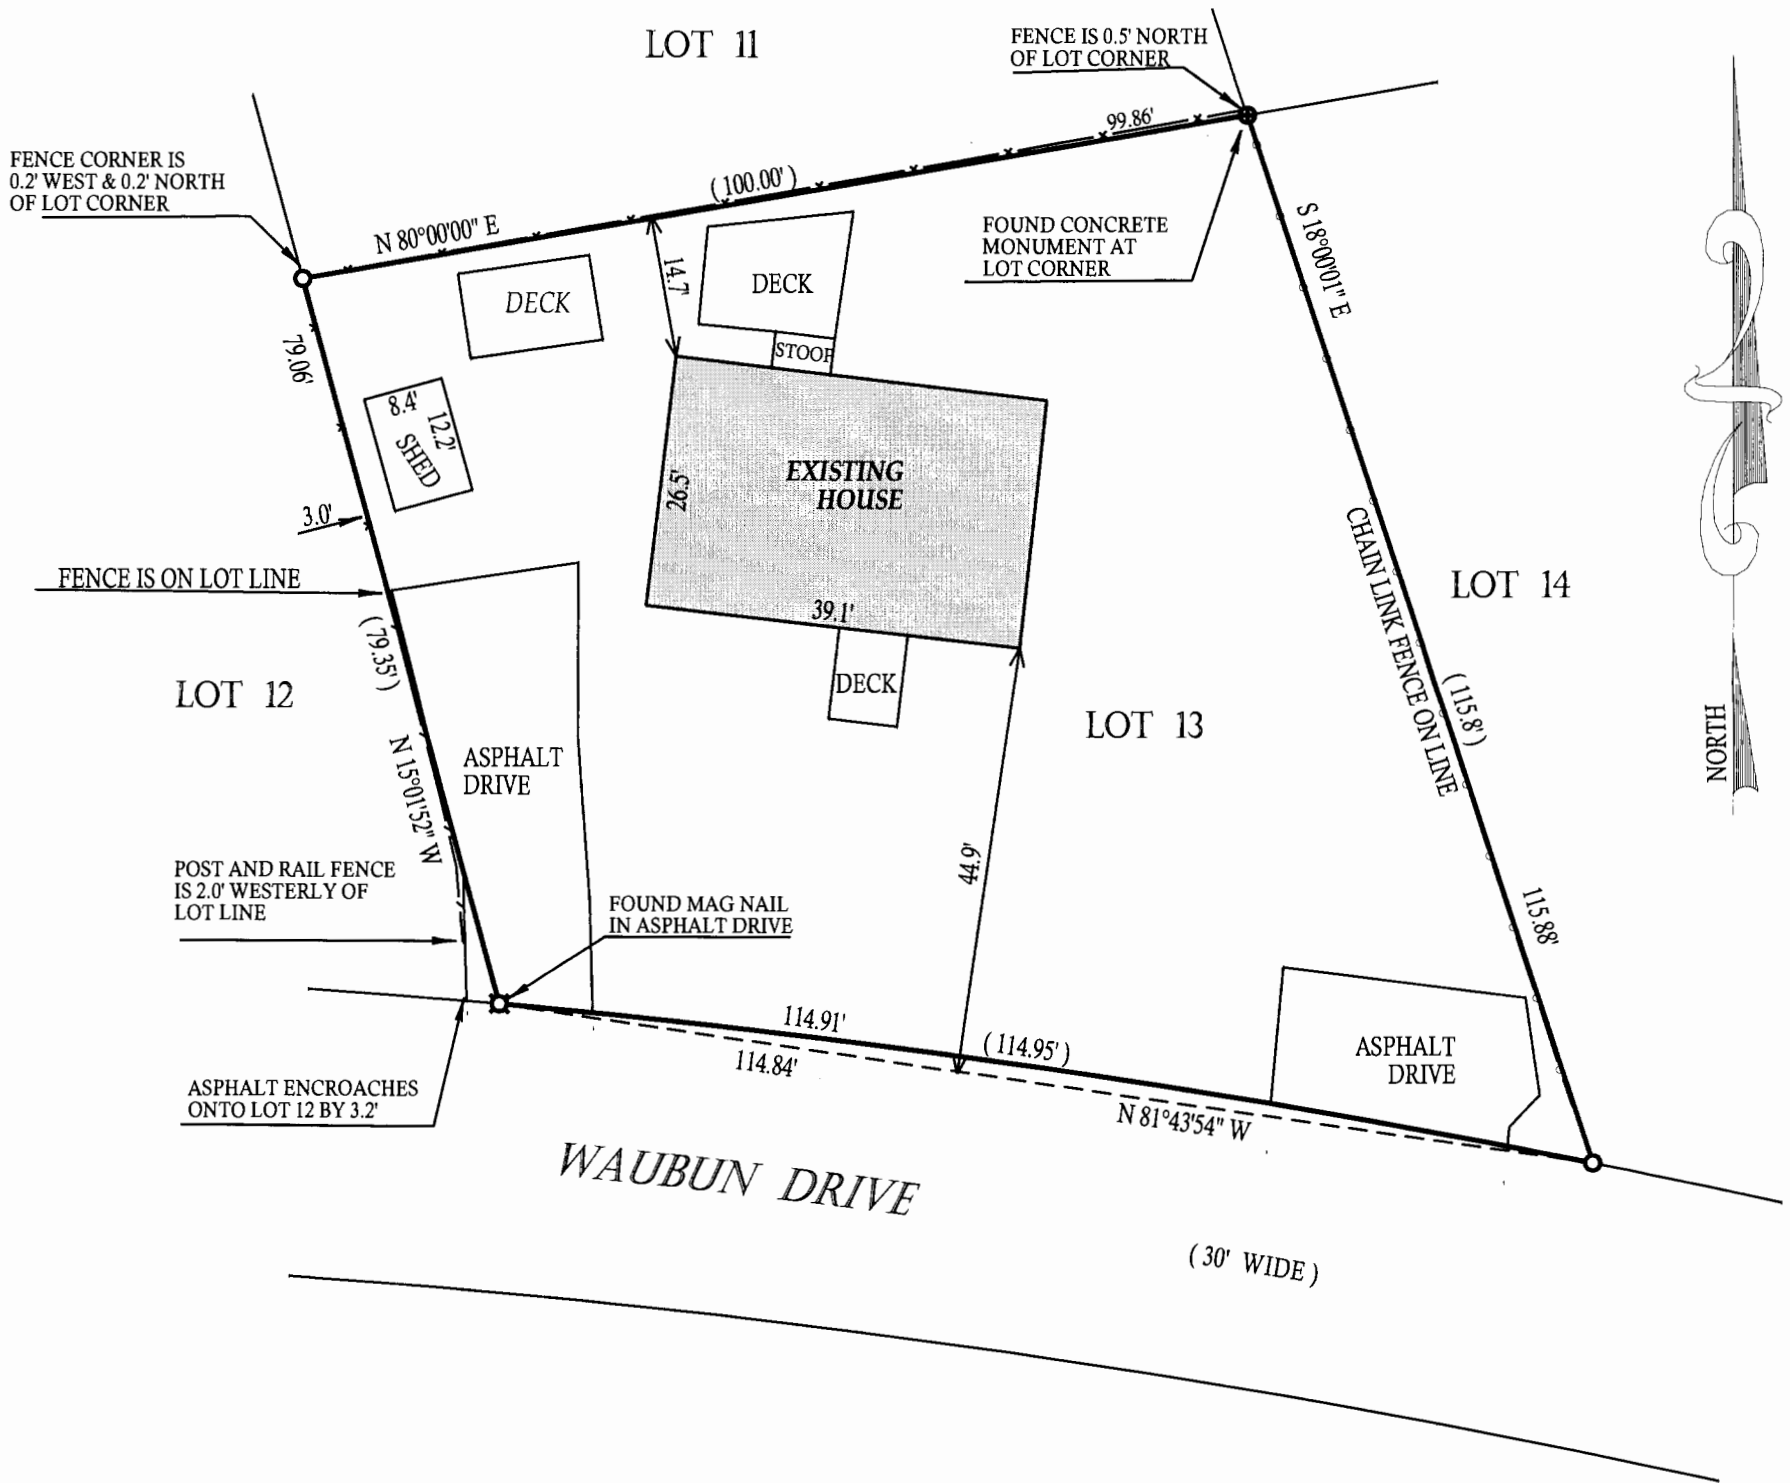 LOT 11
FENCE IS 0.5' NORTH
OF LOT CORNER
99.86'
FENCE CORNER IS
0.2' WEST & 0.2' NORTH
OF LOT CORNER
( 100.00' )
N 80°00'00" E
FOUND CONCRETE
MONUMENT AT
LOT CORNER
S 18°00'01" E
14.7'
DECK
DECK
STOOP
79.06'
8.4'
12.2'
SHED
3.0'
EXISTING
HOUSE
26.5'
39.1'
FENCE IS ON LOT LINE
( 79.35' )
LOT 12
N 15°01'52" W
ASPHALT
DRIVE
DECK
LOT 13
CHAIN LINK FENCE ON LINE
LOT 14
( 115.8' )
115.88'
NORTH
POST AND RAIL FENCE
IS 2.0' WESTERLY OF
LOT LINE
FOUND MAG NAIL
IN ASPHALT DRIVE
44.9'
ASPHALT ENCROACHES
ONTO LOT 12 BY 3.2'
114.91'
( 114.95' )
114.84'
N 81°43'54" W
ASPHALT
DRIVE
WAUBUN DRIVE
( 30' WIDE )